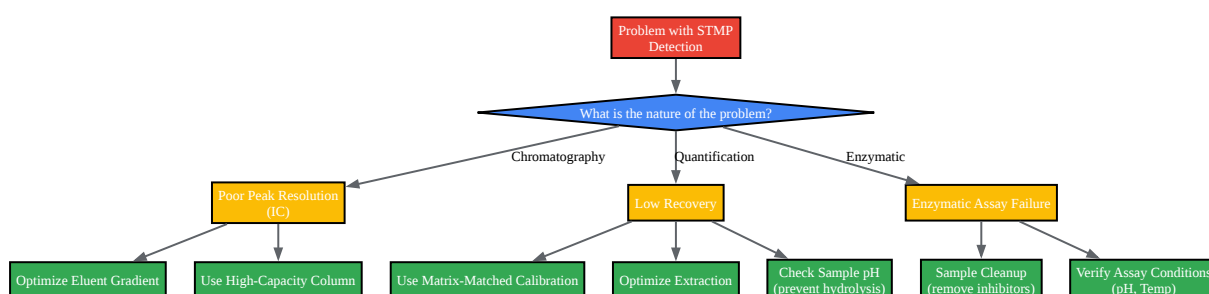 Problem with STMP
Detection
What is the nature of the problem?
Chromatography
Quantification
Enzymatic
Poor Peak Resolution
(IC)
Low Recovery
Enzymatic Assay Failure
Optimize Eluent Gradient
Use High-Capacity Column
Use Matrix-Matched Calibration
Optimize Extraction
Check Sample pH
(prevent hydrolysis)
Sample Cleanup
(remove inhibitors)
Verify Assay Conditions
(pH, Temp)